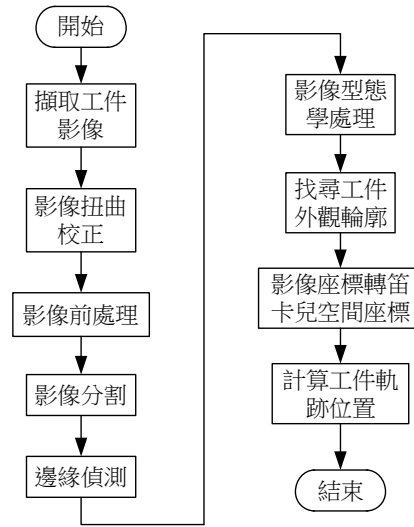 開始
擷取工件
影像
影像扭曲
校正
影像前處理
影像分割
邊緣偵測
影像型態
學處理
找尋工件
外觀輪廓
影像座標轉笛
卡兒空間座標
計算工件軌
跡位置
結束